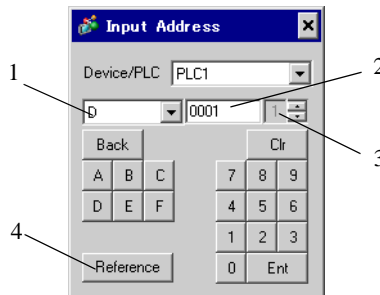 Input Address
Device/PLC PLC1
1 D 0001 1 2
3
Back Clr
A B C 7 8 9
D E F 4 5 6
1 2 3
4 Reference 0 Ent